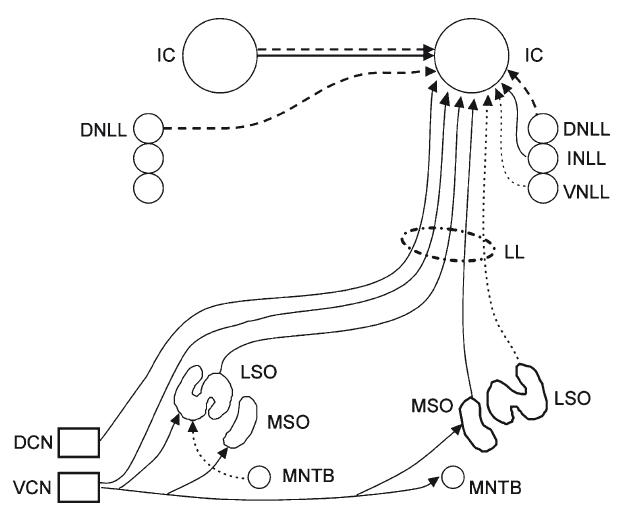 IC
IC
DNLL
DNLL
INLL
VNLL
LL
LSO
MSO
LSO
MSO
DCN
VCN
MNTB
MNTB